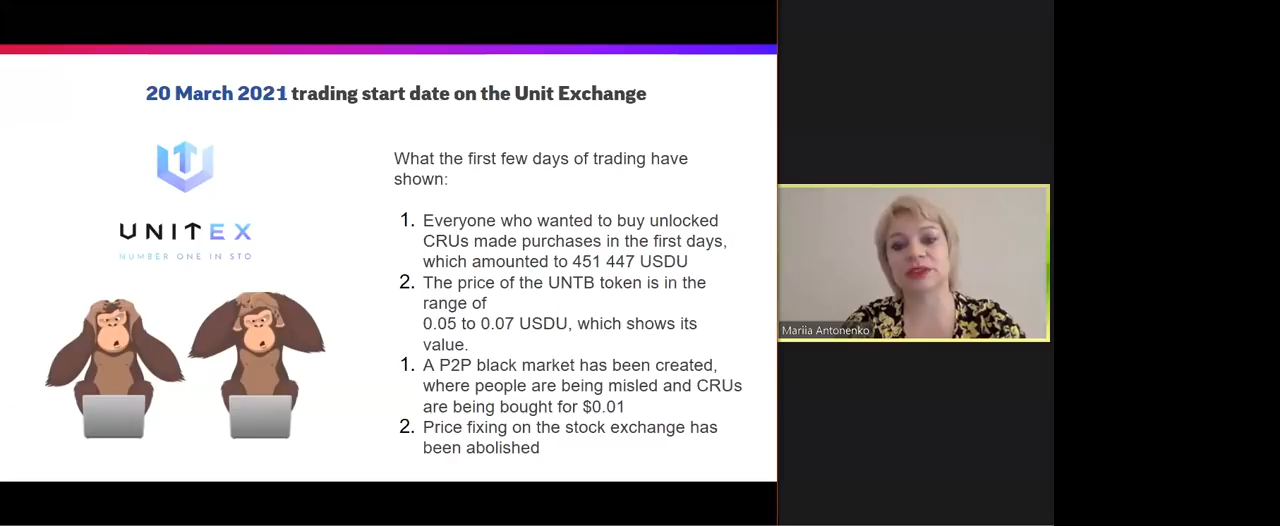 20 March 2021 trading start date on the Unit Exchange
UNITEX
NUMBER ONE IN STO
What the first few days of trading have
shown:
1. Everyone who wanted to buy unlocked
CRUs made purchases in the first days,
which amounted to 451 447 USDU
2. The price of the UNTB token is in the
range of
0.05 to 0.07 USDU, which shows its
value.
1. A P2P black market has been created,
where people are being misled and CRUs
are being bought for $0.01
2. Price fixing on the stock exchange has
been abolished
Mariia Antonenko